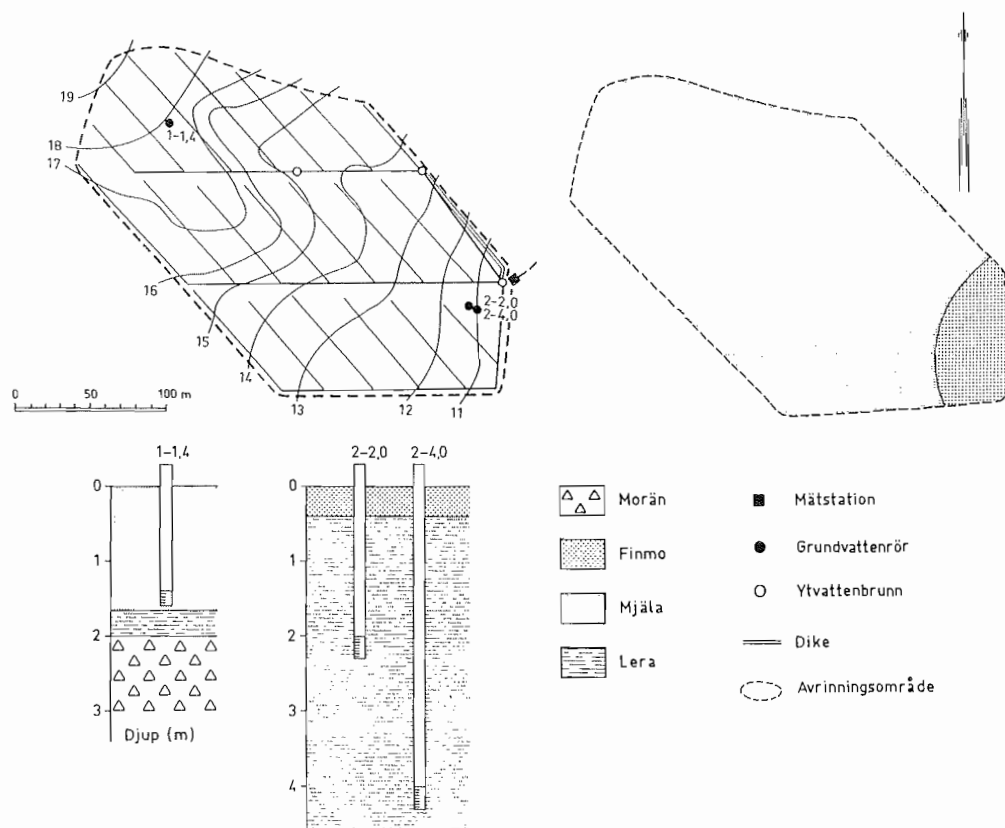 19
18
1-1,4
17
16
15
14
13
12
11
2-2,0
2-4,0
0 50 100 m
1-1,4
0
1
2
3
Djup (m)
2-2,0 2-4,0
0
1
2
3
4
Morän
Finmo
Mjäla
Lera
Mätstation
Grundvattenrör
Ytvattenbrunn
Dike
Avrinningsområde